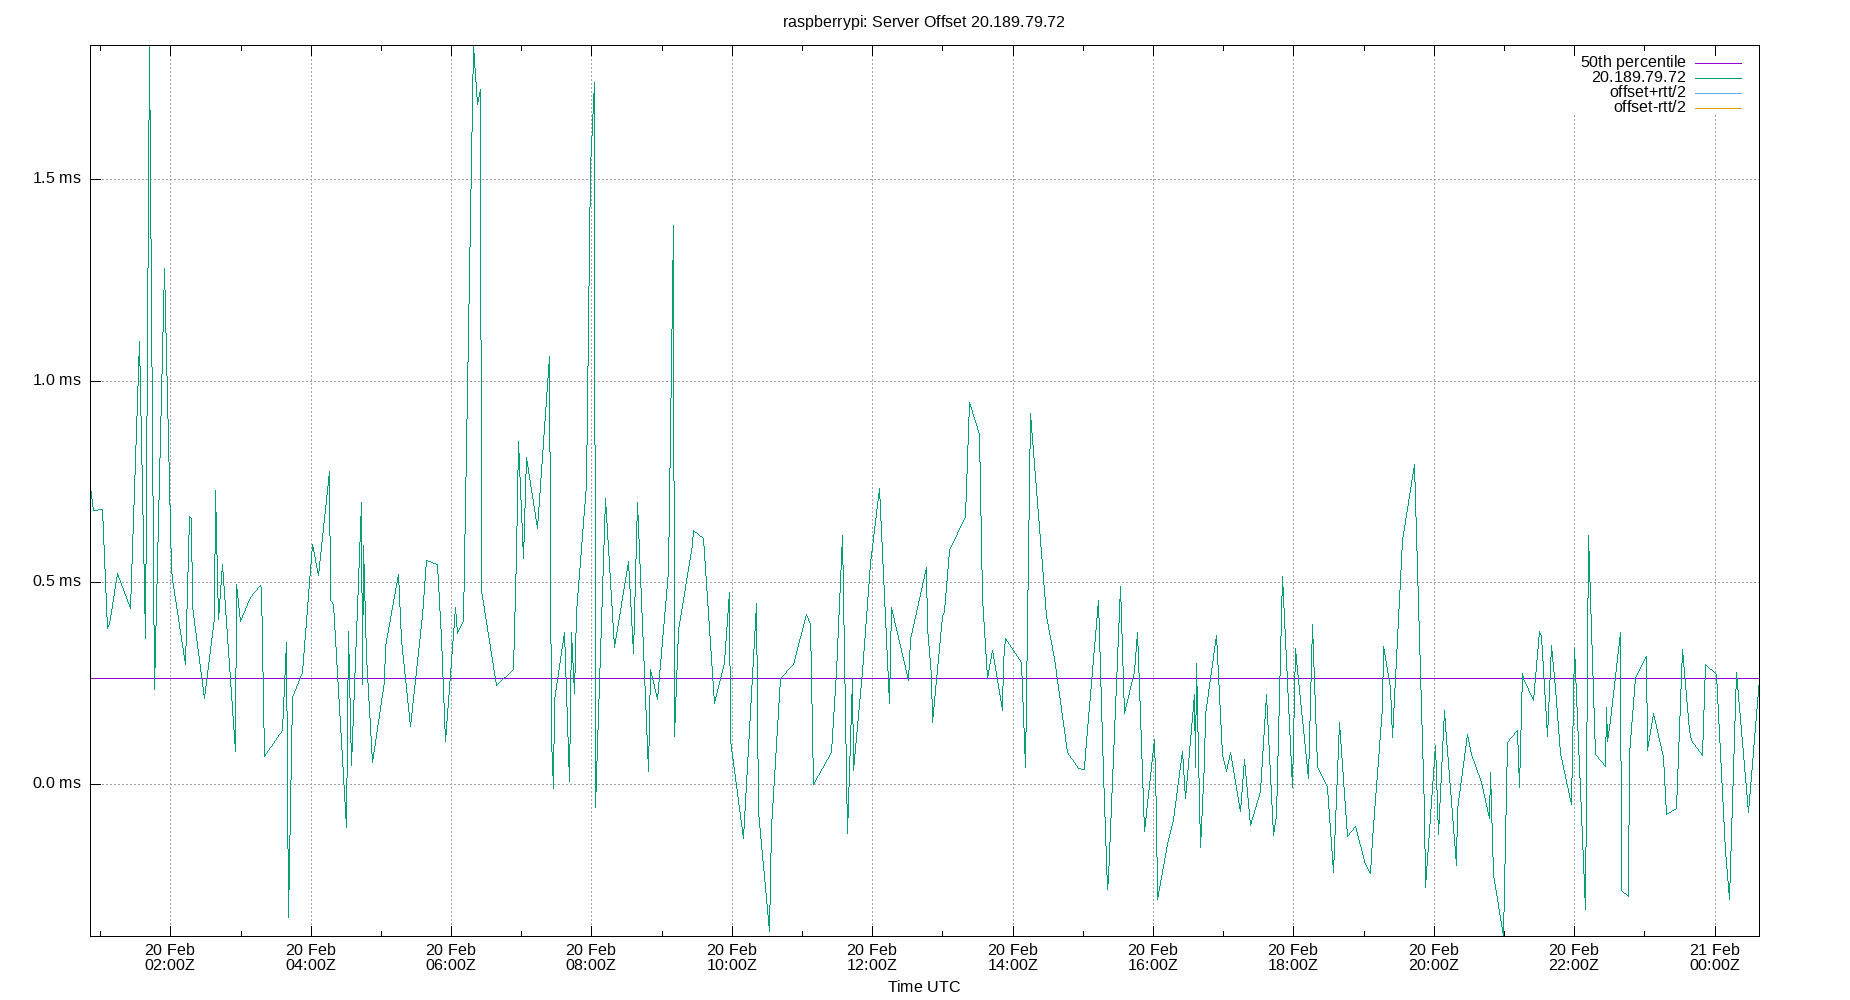 raspberrypi: Server Offset 20.189.79.72
50th percentile
20.189.79.72
offset+rtt/2
offset-rtt/2
1.5 ms
1.0 ms
0.5 ms
0.0 ms
20 Feb 20 Feb 20 Feb 20 Feb 20 Feb 20 Feb 20 Feb 20 Feb 20 Feb 20 Feb 20 Feb 21 Feb
02:00Z 04:00Z 06:00Z 08:00Z 10:00Z 12:00Z 14:00Z 16:00Z 18:00Z 20:00Z 22:00Z 00:00Z
Time UTC